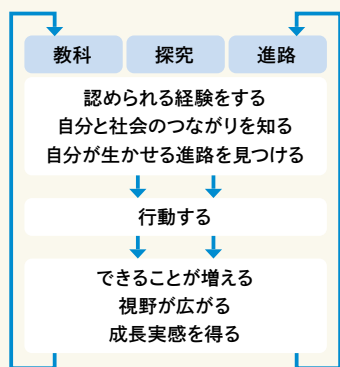 教科 探究 進路
認められる経験をする
自分と社会のつながりを知る
自分が生かせる進路を見つける
行動する
できることが増える
視野が広がる
成長実感を得る